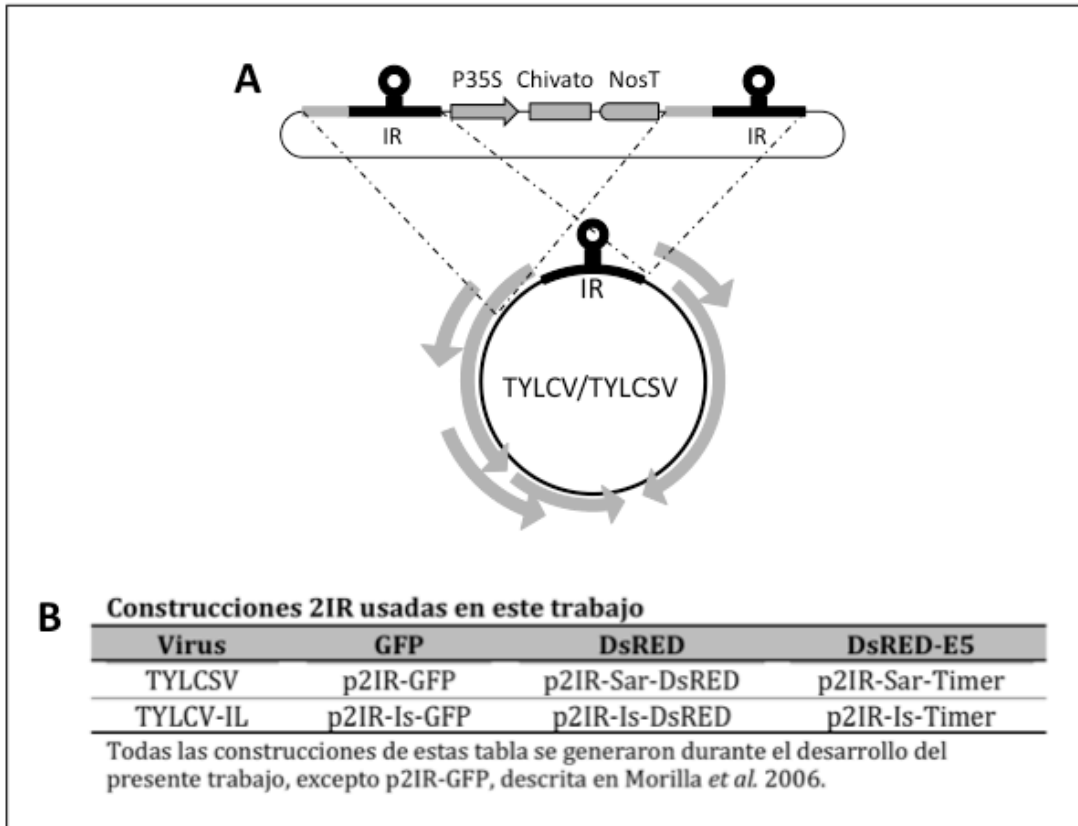 A
P35S Chivato NosT
IR IR
IR
TYLCV/TYLCSV
B
Construcciones 2IR usadas en este trabajo
Virus GFP DsRED DsRED-E5
TYLCSV p2IR-GFP p2IR-Sar-DsRED p2IR-Sar-Timer
TYLCV-IL p2IR-Is-GFP p2IR-Is-DsRED p2IR-Is-Timer
Todas las construcciones de estas tabla se generaron durante el desarrollo del
presente trabajo, excepto p2IR-GFP, descrita en Morilla et al. 2006.